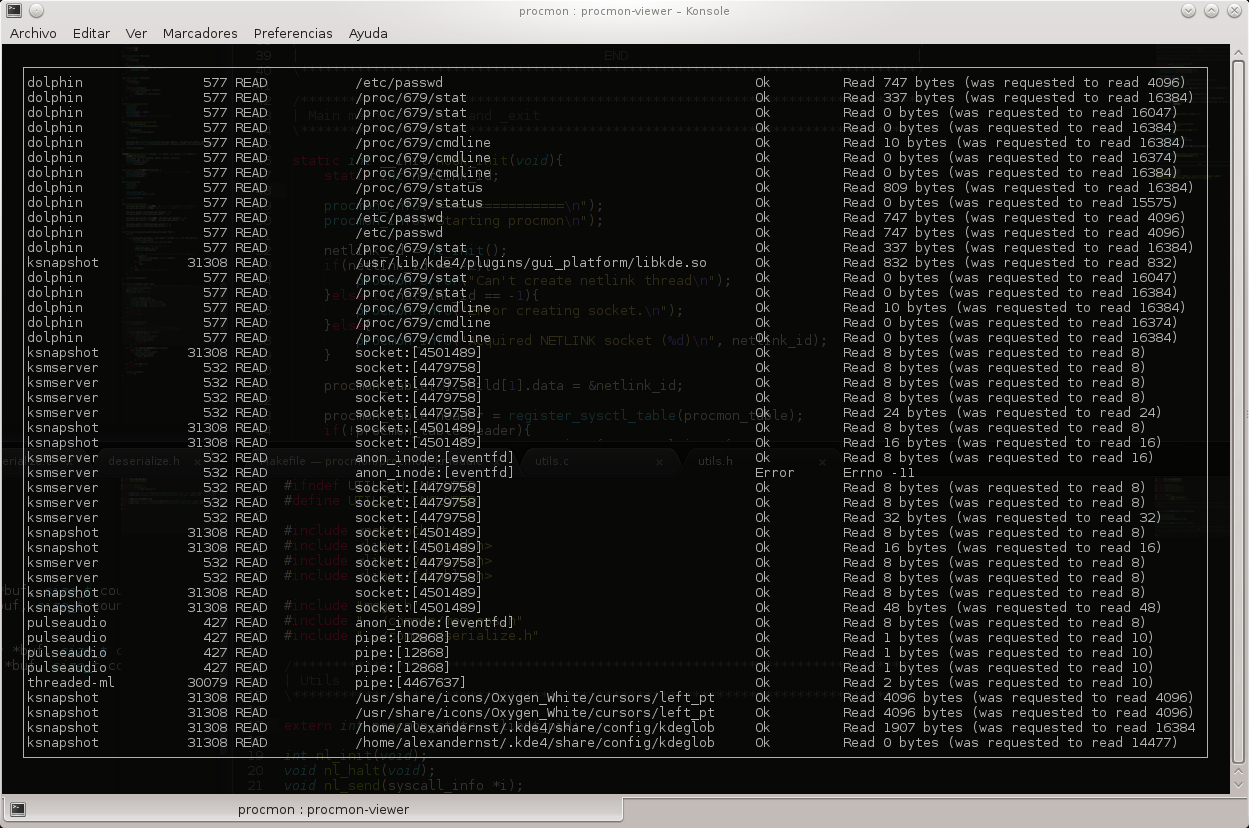 procmon : procmon-viewer – Konsole
Archivo Editar Ver Marcadores Preferencias Ayuda
dolphin 577 READ /etc/passwd Ok Read 747 bytes (was requested to read 4096)
dolphin 577 READ /proc/679/stat Ok Read 337 bytes (was requested to read 16384)
dolphin 577 READ /proc/679/stat Ok Read 0 bytes (was requested to read 16047)
dolphin 577 READ /proc/679/stat Ok Read 0 bytes (was requested to read 16384)
dolphin 577 READ /proc/679/cmdline Ok Read 10 bytes (was requested to read 16384)
dolphin 577 READ /proc/679/cmdline Ok Read 0 bytes (was requested to read 16374)
dolphin 577 READ /proc/679/cmdline Ok Read 0 bytes (was requested to read 16384)
dolphin 577 READ /proc/679/status Ok Read 809 bytes (was requested to read 16384)
dolphin 577 READ /proc/679/status Ok Read 0 bytes (was requested to read 15575)
dolphin 577 READ /etc/passwd Ok Read 747 bytes (was requested to read 4096)
dolphin 577 READ /etc/passwd Ok Read 747 bytes (was requested to read 4096)
dolphin 577 READ /proc/679/stat Ok Read 337 bytes (was requested to read 16384)
ksnapshot 31308 READ /usr/lib/kde4/plugins/gui_platform/libkde.so Ok Read 832 bytes (was requested to read 832)
dolphin 577 READ /proc/679/stat Ok Read 0 bytes (was requested to read 16047)
dolphin 577 READ /proc/679/stat Ok Read 0 bytes (was requested to read 16384)
dolphin 577 READ /proc/679/cmdline Ok Read 10 bytes (was requested to read 16384)
dolphin 577 READ /proc/679/cmdline Ok Read 0 bytes (was requested to read 16374)
dolphin 577 READ /proc/679/cmdline Ok Read 0 bytes (was requested to read 16384)
ksnapshot 31308 READ socket:[4501489] Ok Read 8 bytes (was requested to read 8)
ksmserver 532 READ socket:[4479758] Ok Read 8 bytes (was requested to read 8)
ksmserver 532 READ socket:[4479758] Ok Read 8 bytes (was requested to read 8)
ksmserver 532 READ socket:[4479758] Ok Read 8 bytes (was requested to read 8)
ksmserver 532 READ socket:[4479758] Ok Read 24 bytes (was requested to read 24)
ksnapshot 31308 READ socket:[4501489] Ok Read 8 bytes (was requested to read 8)
ksnapshot 31308 READ socket:[4501489] Ok Read 16 bytes (was requested to read 16)
ksmserver 532 READ anon_inode:[eventfd] Ok Read 8 bytes (was requested to read 16)
ksmserver 532 READ anon_inode:[eventfd] Error Errno -11
ksmserver 532 READ socket:[4479758] Ok Read 8 bytes (was requested to read 8)
ksmserver 532 READ socket:[4479758] Ok Read 8 bytes (was requested to read 8)
ksmserver 532 READ socket:[4479758] Ok Read 32 bytes (was requested to read 32)
ksnapshot 31308 READ socket:[4501489] Ok Read 8 bytes (was requested to read 8)
ksnapshot 31308 READ socket:[4501489] Ok Read 16 bytes (was requested to read 16)
ksmserver 532 READ socket:[4479758] Ok Read 8 bytes (was requested to read 8)
ksmserver 532 READ socket:[4479758] Ok Read 8 bytes (was requested to read 8)
ksnapshot 31308 READ socket:[4501489] Ok Read 8 bytes (was requested to read 8)
ksnapshot 31308 READ socket:[4501489] Ok Read 48 bytes (was requested to read 48)
pulseaudio 427 READ anon_inode:[eventfd] Ok Read 8 bytes (was requested to read 8)
pulseaudio 427 READ pipe:[12868] Ok Read 1 bytes (was requested to read 10)
pulseaudio 427 READ pipe:[12868] Ok Read 1 bytes (was requested to read 10)
pulseaudio 427 READ pipe:[12868] Ok Read 1 bytes (was requested to read 10)
threaded-ml 30079 READ pipe:[4467637] Ok Read 2 bytes (was requested to read 10)
ksnapshot 31308 READ /usr/share/icons/Oxygen_White/cursors/left_pt Ok Read 4096 bytes (was requested to read 4096)
ksnapshot 31308 READ /usr/share/icons/Oxygen_White/cursors/left_pt Ok Read 4096 bytes (was requested to read 4096)
ksnapshot 31308 READ /home/alexandernst/.kde4/share/config/kdeglob Ok Read 1907 bytes (was requested to read 16384
ksnapshot 31308 READ /home/alexandernst/.kde4/share/config/kdeglob Ok Read 0 bytes (was requested to read 14477)
20 void nl_halt(void);
21 void nl_send(syscall_info *i);
procmon : procmon-viewer